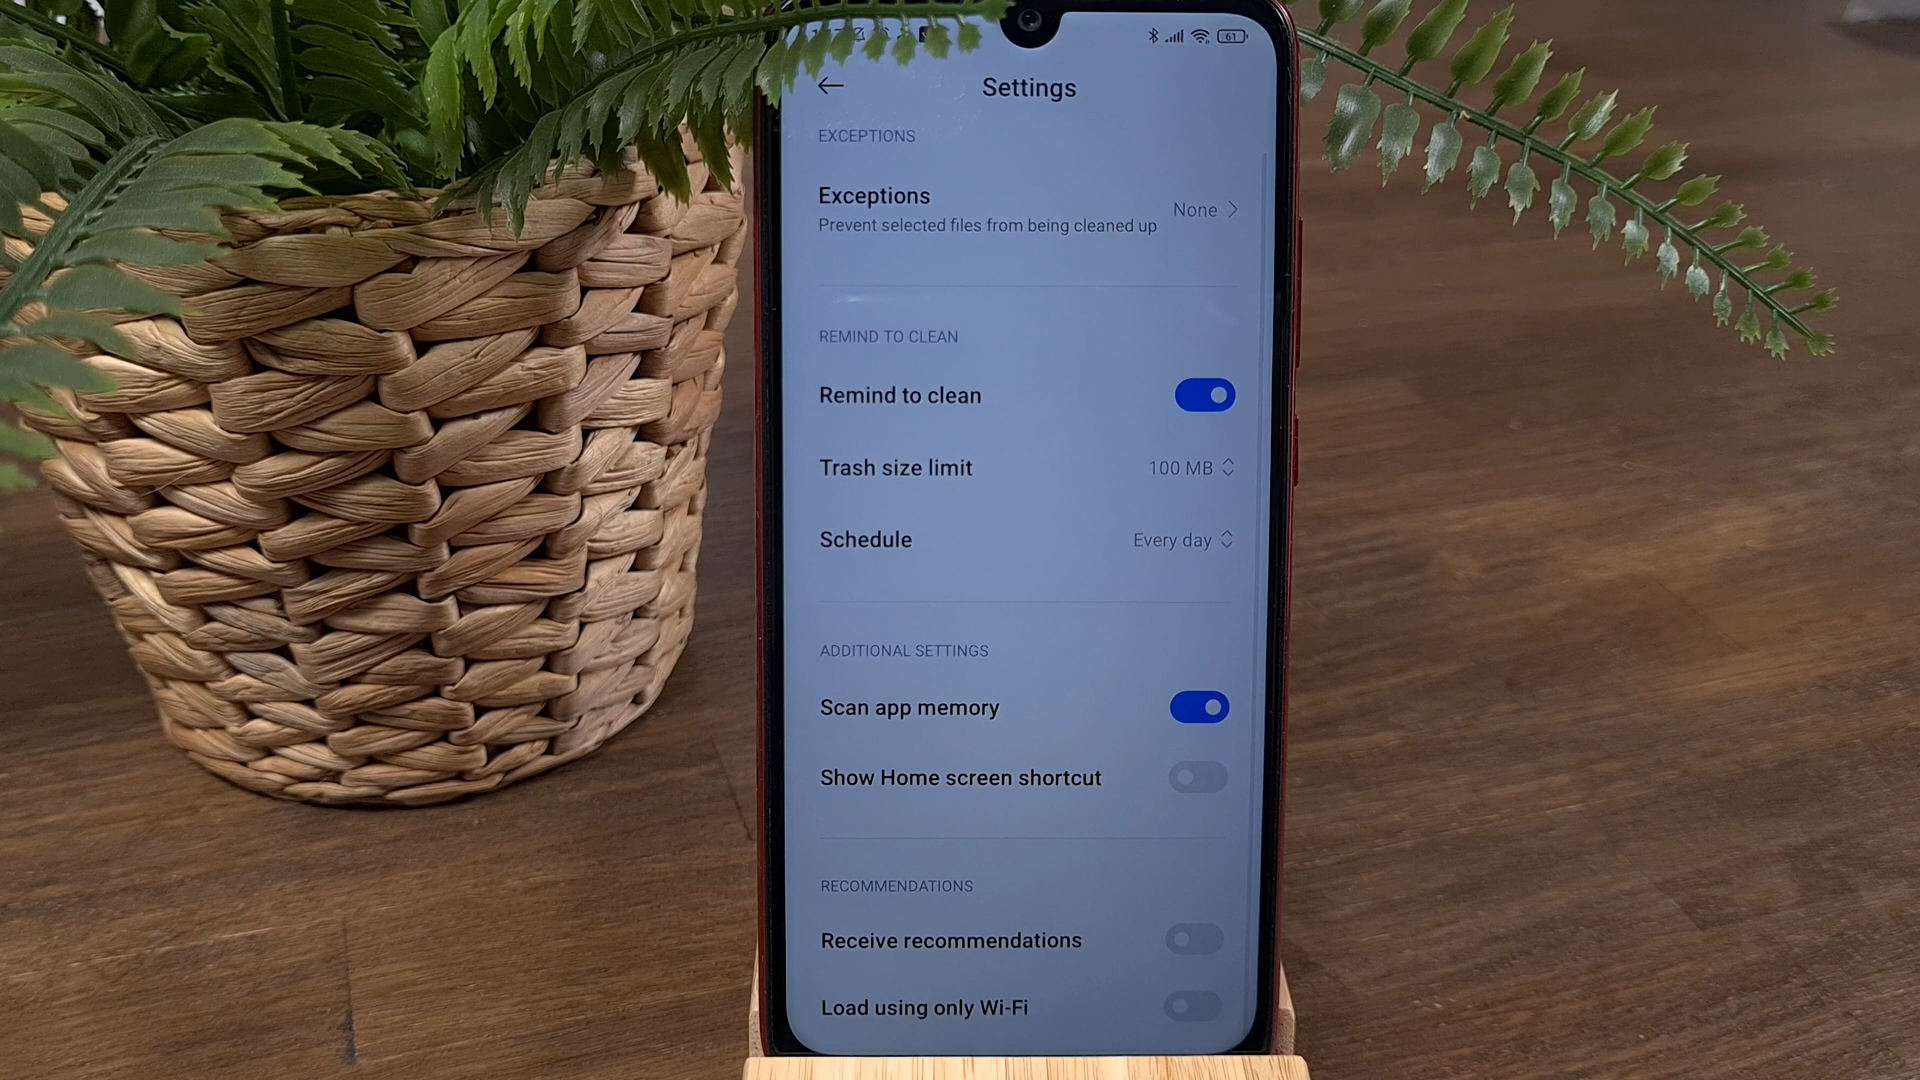 61
Settings
EXCEPTIONS
Exceptions
Prevent selected files from being cleaned up
None
REMIND TO CLEAN
Remind to clean
Trash size limit
100 MB
Schedule
Every day
ADDITIONAL SETTINGS
Scan app memory
Show Home screen shortcut
RECOMMENDATIONS
Receive recommendations
Load using only Wi-Fi